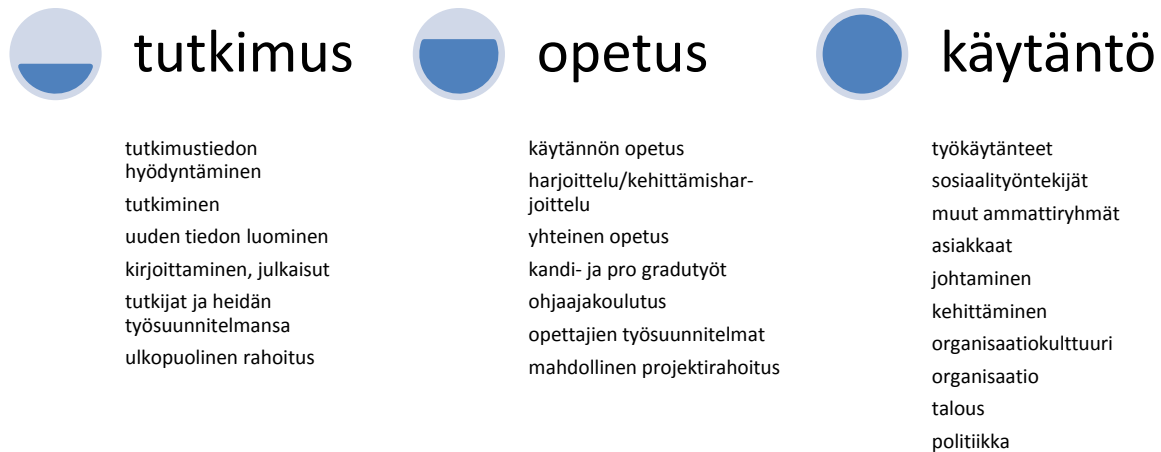 tutkimus
tutkimustiedon
hyödyntäminen
tutkiminen
uuden tiedon luominen
kirjoittaminen, julkaisut
tutkijat ja heidän
työsuunnitelmansa
ulkopuolinen rahoitus
opetus
käytännön opetus
harjoittelu/kehittämishar-
joittelu
yhteinen opetus
kandi- ja pro gradutyöt
ohjaajakoulutus
opettajien työsuunnitelmat
mahdollinen projektirahoitus
käytäntö
työkäytänteet
sosiaalityöntekijät
muut ammattiryhmät
asiakkaat
johtaminen
kehittäminen
organisaatiokulttuuri
organisaatio
talous
politiikka